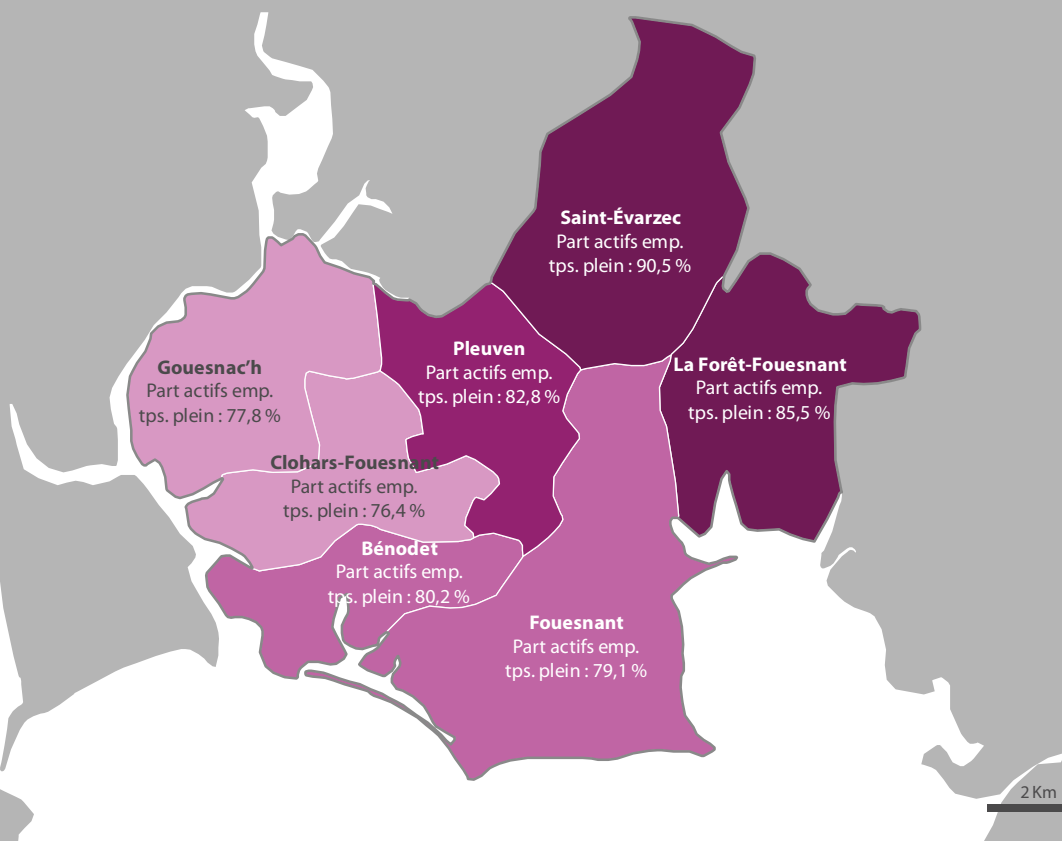 Saint-Évarzec
Part actifs emp.
tps. plein : 90,5 %
Pleuven
Part actifs emp.
tps. plein : 82,8 %
La Forêt-Fouesnant
Part actifs emp.
tps. plein : 85,5 %
Gouesnac’h
Part actifs emp.
tps. plein : 77,8 %
Clohars-Fouesnant
Part actifs emp.
tps. plein : 76,4 %
Bénodet
Part actifs emp.
tps. plein : 80,2 %
Fouesnant
Part actifs emp.
tps. plein : 79,1 %
2 Km